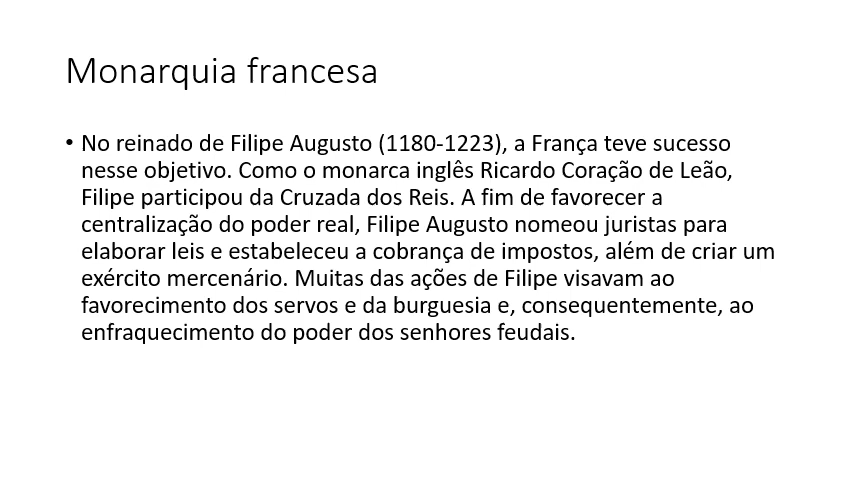 Monarquia francesa
• No reinado de Filipe Augusto (1180-1223), a França teve sucesso
nesse objetivo. Como o monarca inglês Ricardo Coração de Leão,
Filipe participou da Cruzada dos Reis. A fim de favorecer a
centralização do poder real, Filipe Augusto nomeou juristas para
elaborar leis e estabeleceu a cobrança de impostos, além de criar um
exército mercenário. Muitas das ações de Filipe visavam ao
favorecimento dos servos e da burguesia e, consequentemente, ao
enfraquecimento do poder dos senhores feudais.